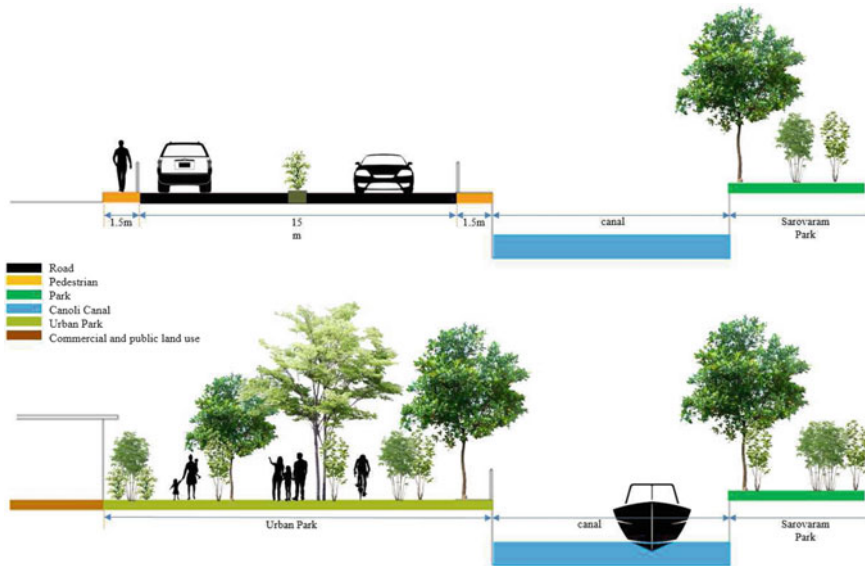 1.5m
15
m
1.5m
canal
Sarovaram
Park
Road
Pedestrian
Park
Canoli Canal
Urban Park
Commercial and public land use
Urban Park
canal
Sarovaram
Park